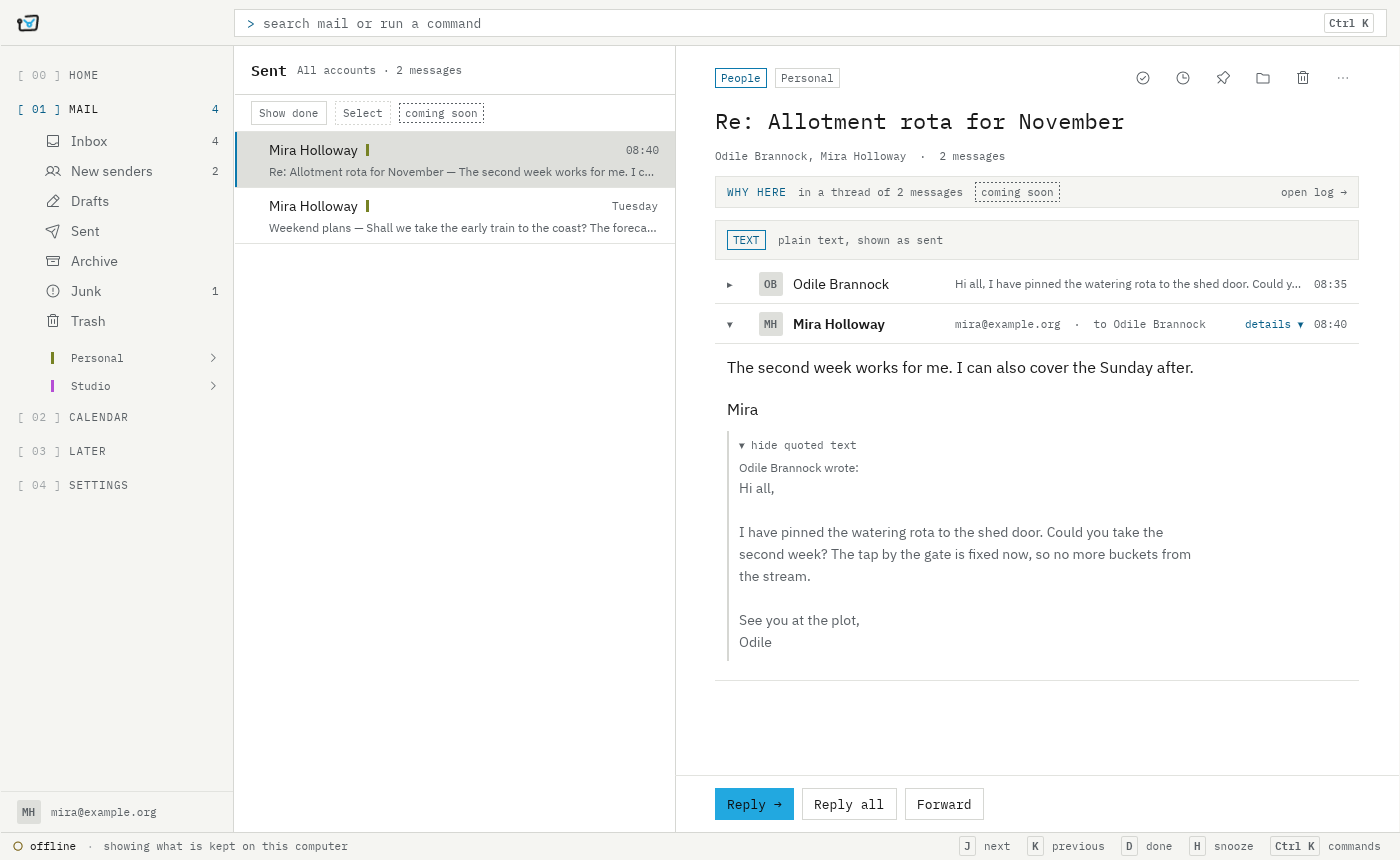 > search mail or run a command Ctrl K
[ 00 ] HOME
[ 01 ] MAIL 4
Inbox 4
New senders 2
Drafts
Sent
Archive
Junk 1
Trash
Personal
Studio
[ 02 ] CALENDAR
[ 03 ] LATER
[ 04 ] SETTINGS
MH mira@example.org
Sent All accounts · 2 messages
Show done Select coming soon
Mira Holloway 08:40
Re: Allotment rota for November — The second week works for me. I c...
Mira Holloway Tuesday
Weekend plans — Shall we take the early train to the coast? The foreca...
People Personal
Re: Allotment rota for November
Odile Brannock, Mira Holloway · 2 messages
WHY HERE in a thread of 2 messages coming soon open log →
TEXT plain text, shown as sent
▸ OB Odile Brannock Hi all, I have pinned the watering rota to the shed door. Could y... 08:35
▾ MH Mira Holloway mira@example.org · to Odile Brannock details ▾ 08:40
The second week works for me. I can also cover the Sunday after.
Mira
▾ hide quoted text
Odile Brannock wrote:
Hi all,
I have pinned the watering rota to the shed door. Could you take the
second week? The tap by the gate is fixed now, so no more buckets from
the stream.
See you at the plot,
Odile
Reply → Reply all Forward
offline · showing what is kept on this computer
J next K previous D done H snooze Ctrl K commands